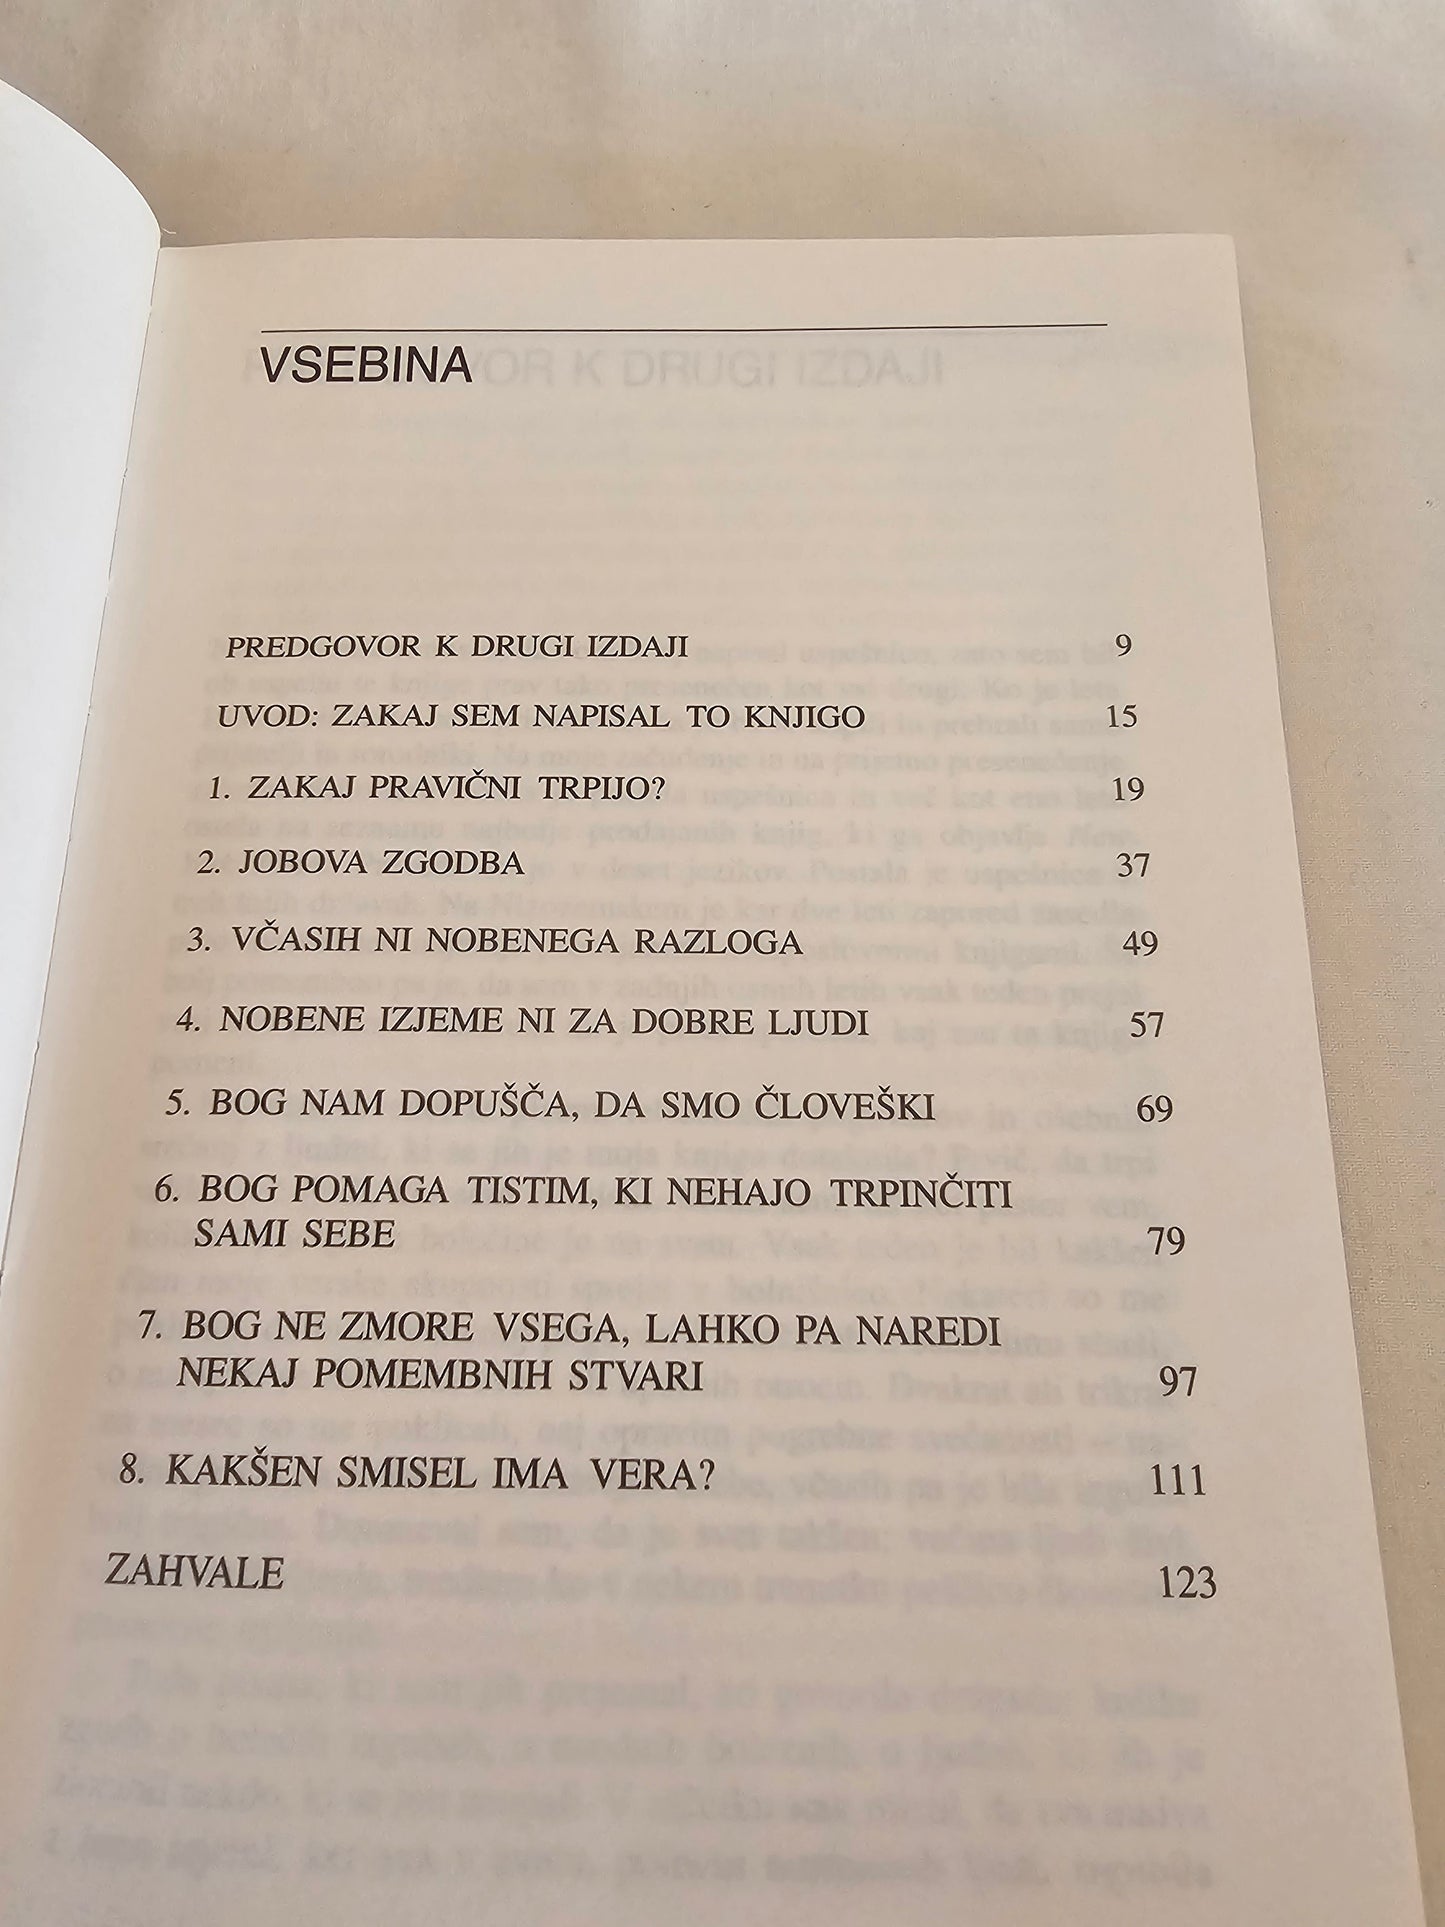 VSEBINA
PREDGOVOR K DRUGI IZDAJI 9
UVOD: ZAKAJ SEM NAPISAL TO KNJIGO 15
1. ZAKAJ PRAVIČNI TRPIJO? 19
2. JOBOVA ZGODBA 37
3. VČASIH NI NOBENEGA RAZLOGA 49
4. NOBENE IZJEME NI ZA DOBRE LJUDI 57
5. BOG NAM DOPUŠČA, DA SMO ČLOVEŠKI 69
6. BOG POMAGA TISTIM, KI NEHAJO TRPINČITI
SAMI SEBE 79
7. BOG NE ZMORE VSEGA, LAHKO PA NAREDI
NEKAJ POMEMBNIH STVARI 97
8. KAKŠEN SMISEL IMA VERA? 111
ZAHVALE 123